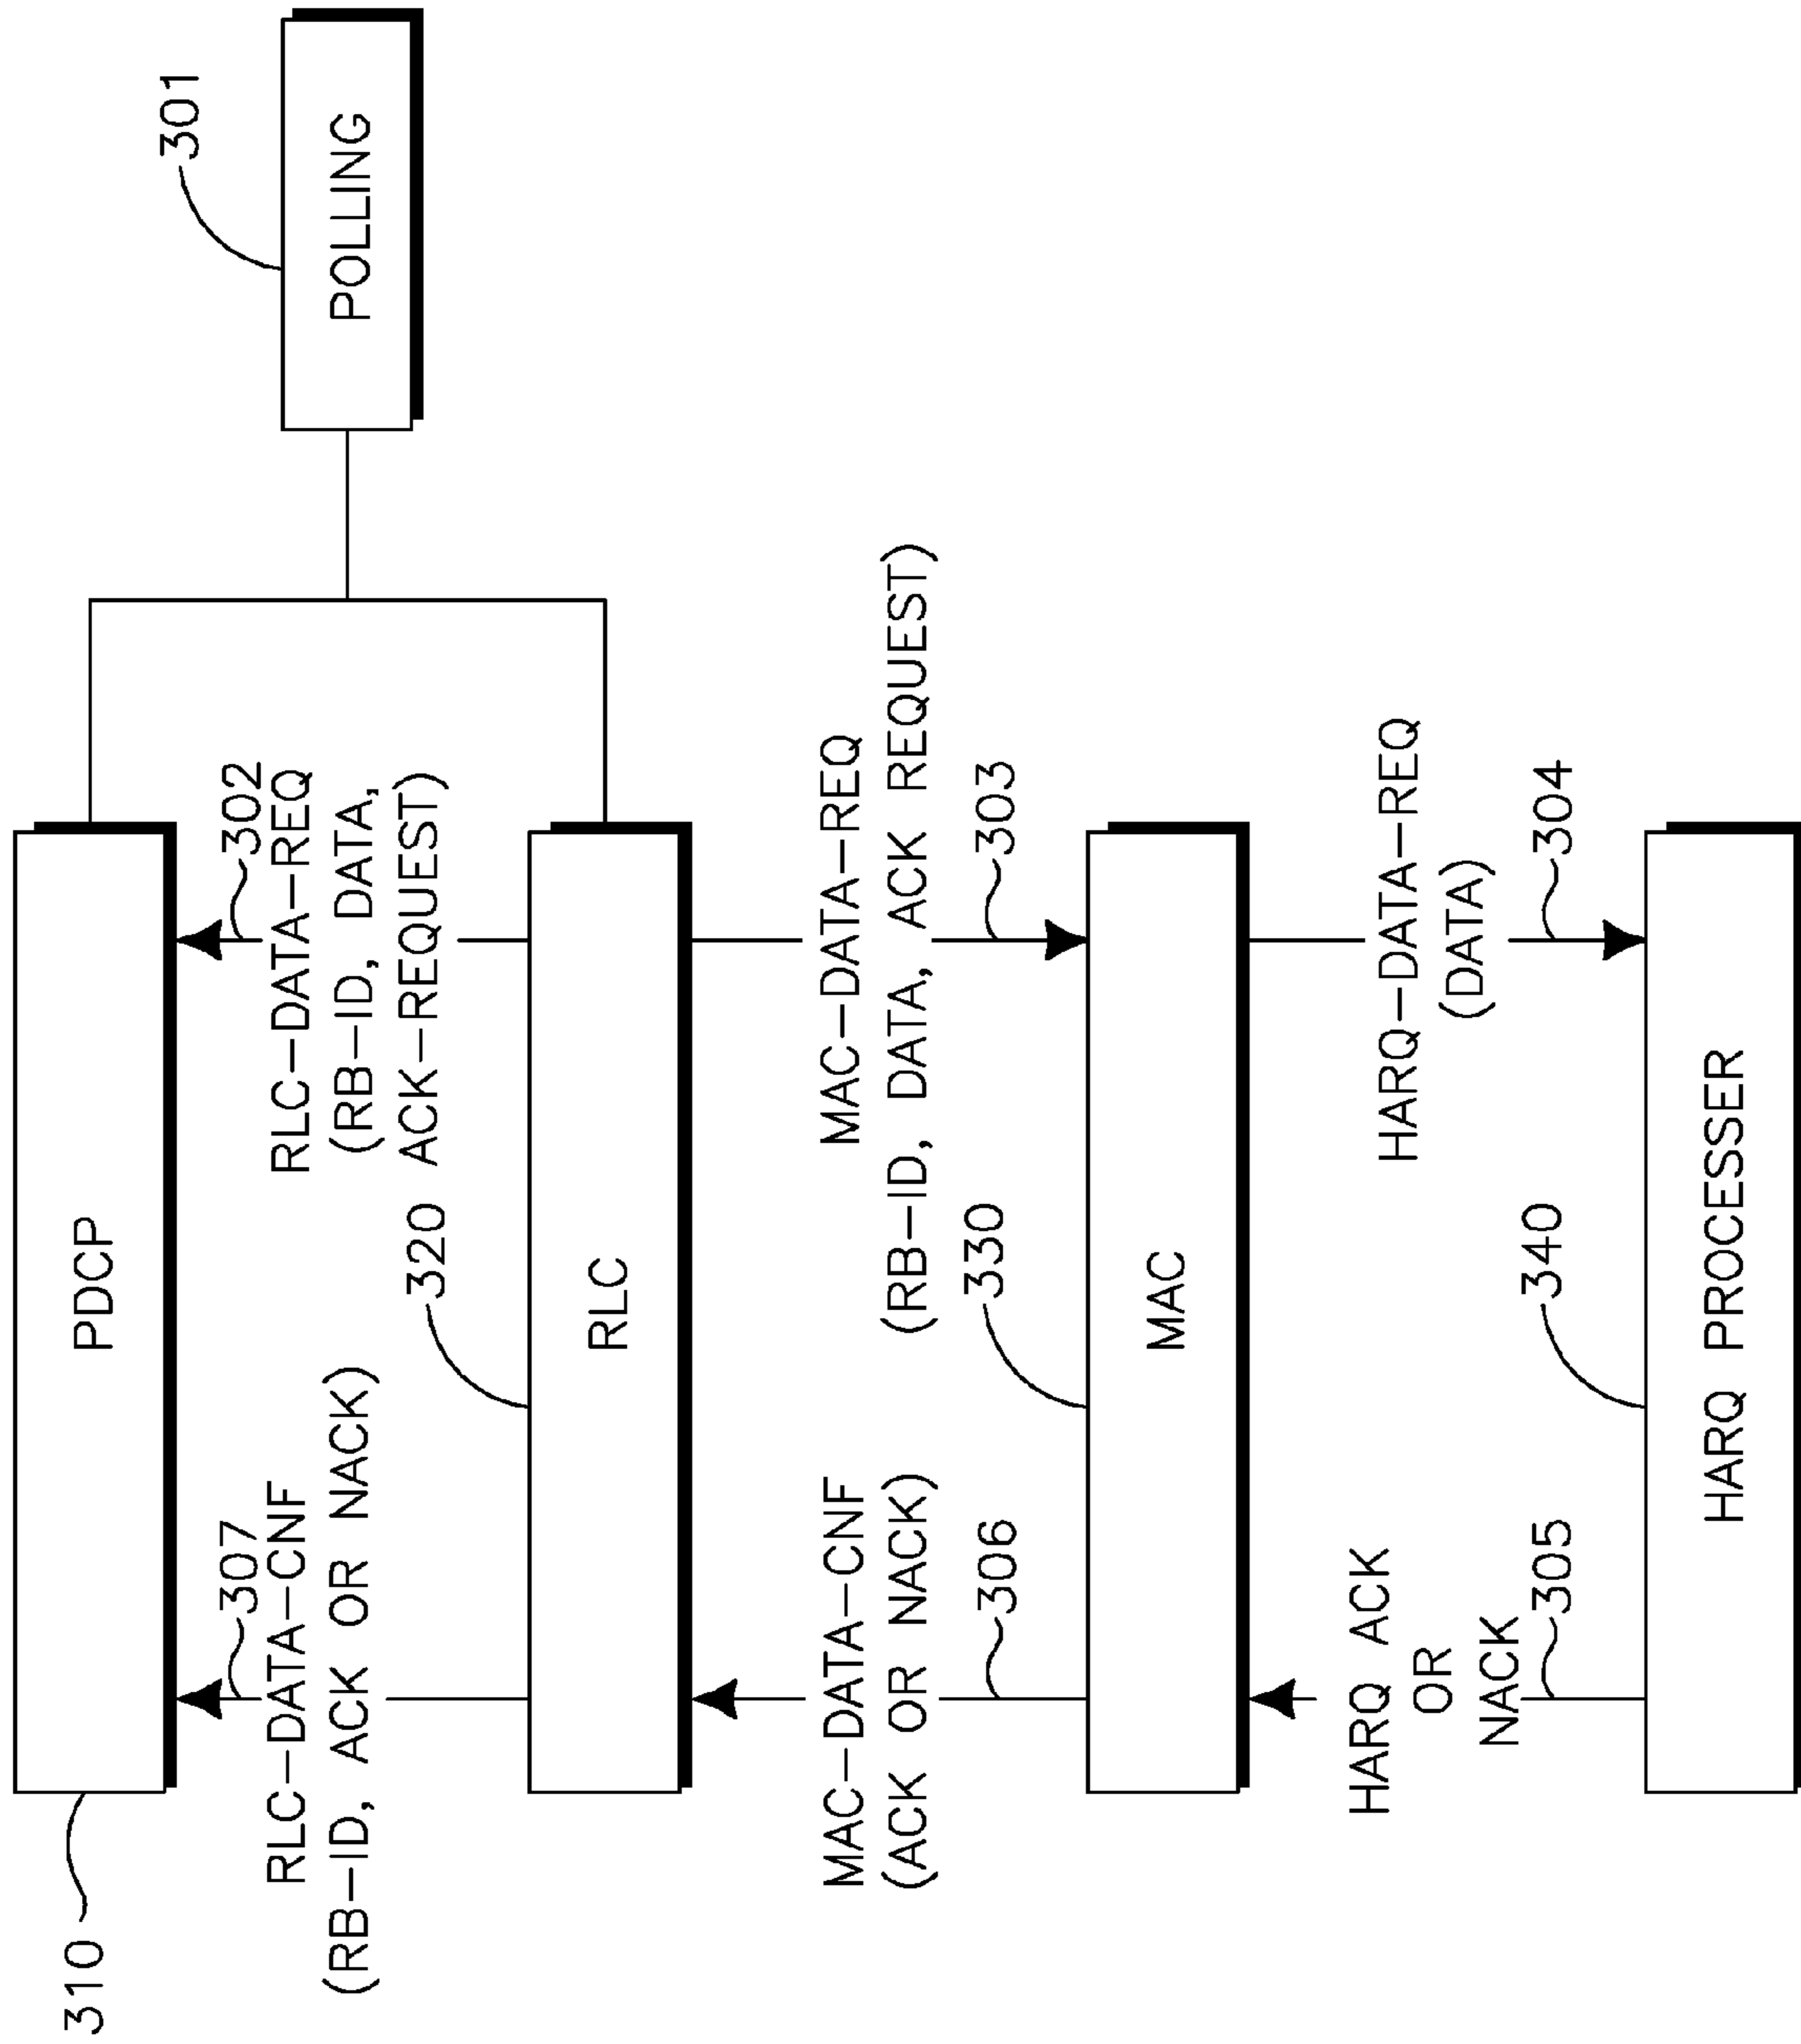 310
PDCP
POLLING
301
307
RLC–DATA–CNF
(RB–ID, ACK OR NACK)
302
RLC–DATA–REQ
(RB–ID, DATA,
ACK–REQUEST)
320
RLC
MAC–DATA–CNF
(ACK OR NACK)
306
MAC–DATA–REQ
(RB–ID, DATA, ACK REQUEST)
303
330
MAC
HARQ ACK
OR
NACK
305
HARQ–DATA–REQ
(DATA)
304
340
HARQ PROCESSER